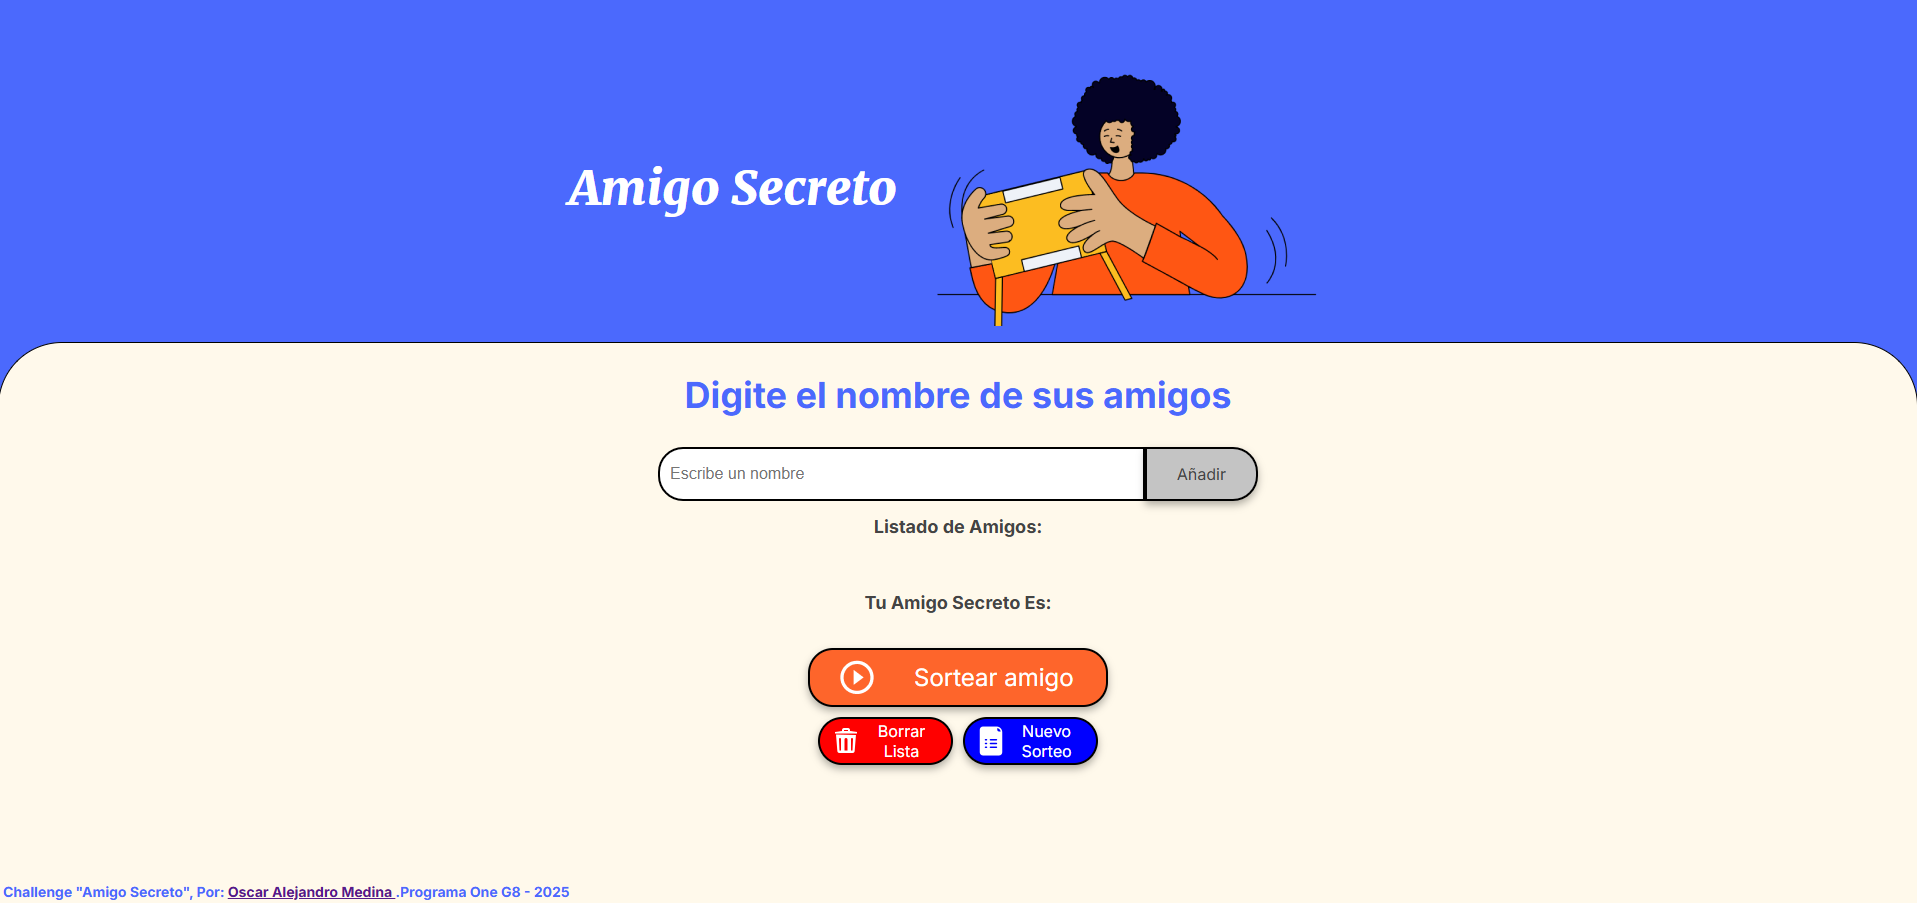 Amigo Secreto
Digite el nombre de sus amigos
Escribe un nombre
Añadir
Listado de Amigos:
Tu Amigo Secreto Es:
Sortear amigo
Borrar
Lista
Nuevo
Sorteo
Challenge "Amigo Secreto", Por: Oscar Alejandro Medina .Programa One G8 - 2025